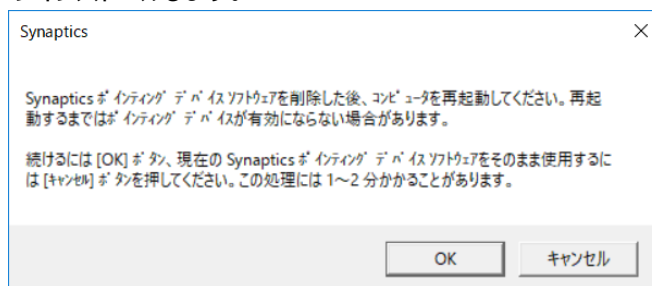 Synaptics
Synaptics ﾎﾟｲﾝﾃｨﾝｸﾞ ﾃﾞﾊﾞｲｽ ｿﾌﾄｳｪｱを削除した後、ｺﾝﾋﾟｭｰﾀを再起動してください。再起
動するまではﾎﾟｲﾝﾃｨﾝｸﾞ ﾃﾞﾊﾞｲｽが有効にならない場合があります。
続けるには [OK] ﾎﾞﾀﾝ、現在の Synaptics ﾎﾟｲﾝﾃｨﾝｸﾞ ﾃﾞﾊﾞｲｽ ｿﾌﾄｳｪｱをそのまま使用するに
は [ｷｬﾝｾﾙ] ﾎﾞﾀﾝを押してください。この処理には 1～2 分かかることがあります。
OK
キャンセル